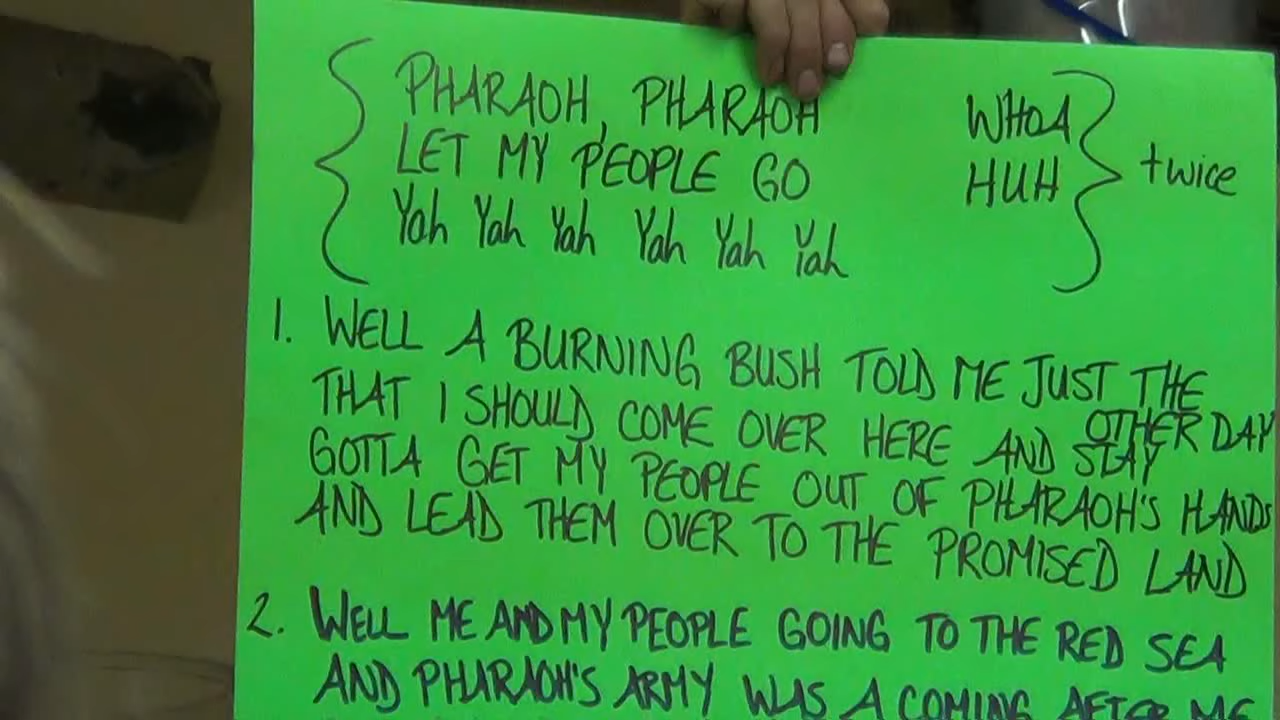 PHARAOH, PHARAOH WHOA
LET MY PEOPLE GO HUH
twice
Yah Yah Yah Yah Yah Yah
1. WELL A BURNING BUSH TOLD ME JUST THE
OTHER DAY
THAT I SHOULD COME OVER HERE AND STAY
GOTTA GET MY PEOPLE OUT OF PHARAOH'S HANDS
AND LEAD THEM OVER TO THE PROMISED LAND
2. WELL ME AND MY PEOPLE GOING TO THE RED SEA
AND PHARAOH'S ARMY WAS A COMING AFTER ME